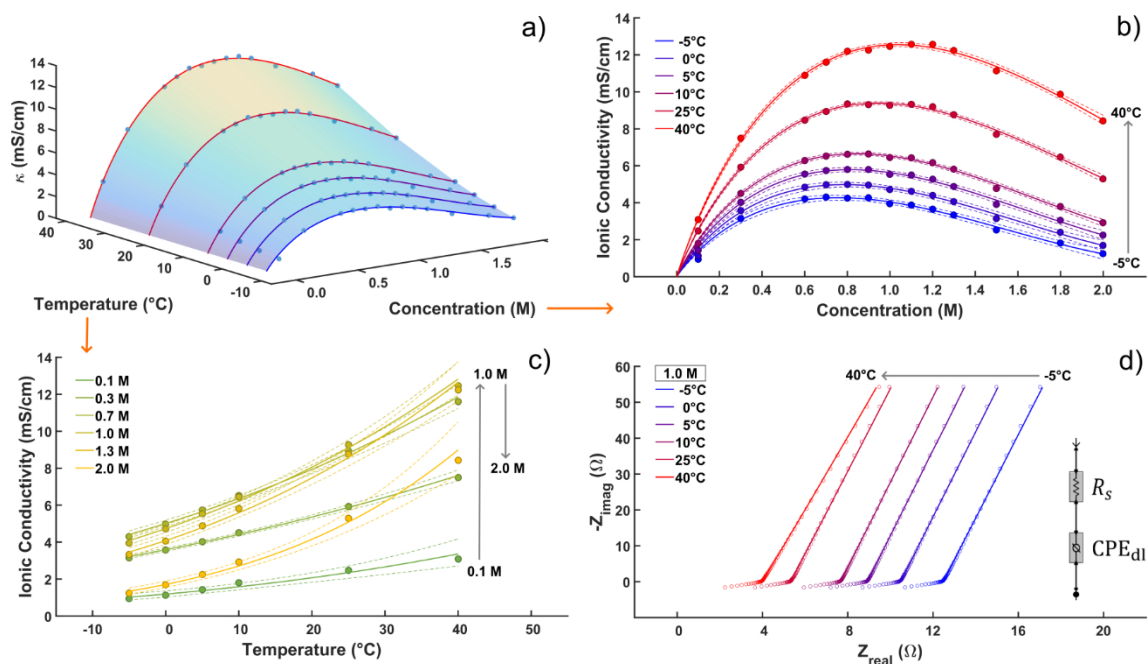 a)
κ (mS/cm)
14
12
10
8
6
4
2
0
40
30
20
10
0
-10
0.0
0.5
1.0
1.5
Temperature (°C)
Concentration (M)
b)
Ionic Conductivity (mS/cm)
14
12
10
8
6
4
2
0
-5°C
0°C
5°C
10°C
25°C
40°C
40°C
-5°C
0.0 0.2 0.4 0.6 0.8 1.0 1.2 1.4 1.6 1.8 2.0
Concentration (M)
c)
Ionic Conductivity (mS/cm)
14
12
10
8
6
4
2
0
0.1 M
0.3 M
0.7 M
1.0 M
1.3 M
2.0 M
1.0 M
2.0 M
0.1 M
-10 0 10 20 30 40 50
Temperature (°C)
d)
-Zimag (Ω)
60
50
40
30
20
10
0
-10
1.0 M
-5°C
0°C
5°C
10°C
25°C
40°C
40°C
-5°C
Rs
CPEdl
0 4 8 12 16 20
Zreal (Ω)